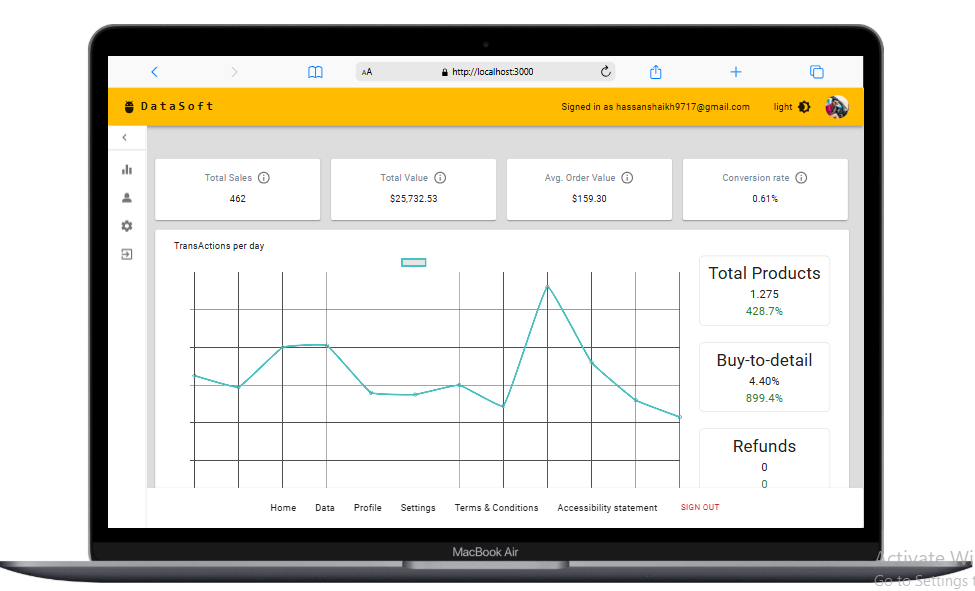 AA http://localhost:3000
DataSoft
Signed in as hassanshaikh9717@gmail.com light
Total Sales
462
Total Value
$25,732.53
Avg. Order Value
$159.30
Conversion rate
0.61%
TransActions per day
Total Products
1.275
428.7%
Buy-to-detail
4.40%
899.4%
Refunds
0
0
Home Data Profile Settings Terms & Conditions Accessibility statement SIGN OUT
MacBook Air
Activate Wi
Go to Settings t